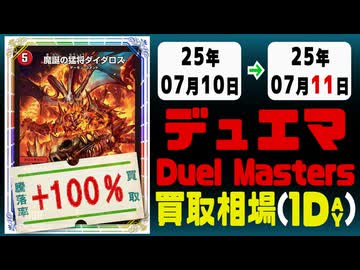 5
魔誕の猛将ダイダロス
騰落率
+100%
買取
25年
07月10日
25年
07月11日
デュエマ
Duel Masters
買取相場(1D▲▼)